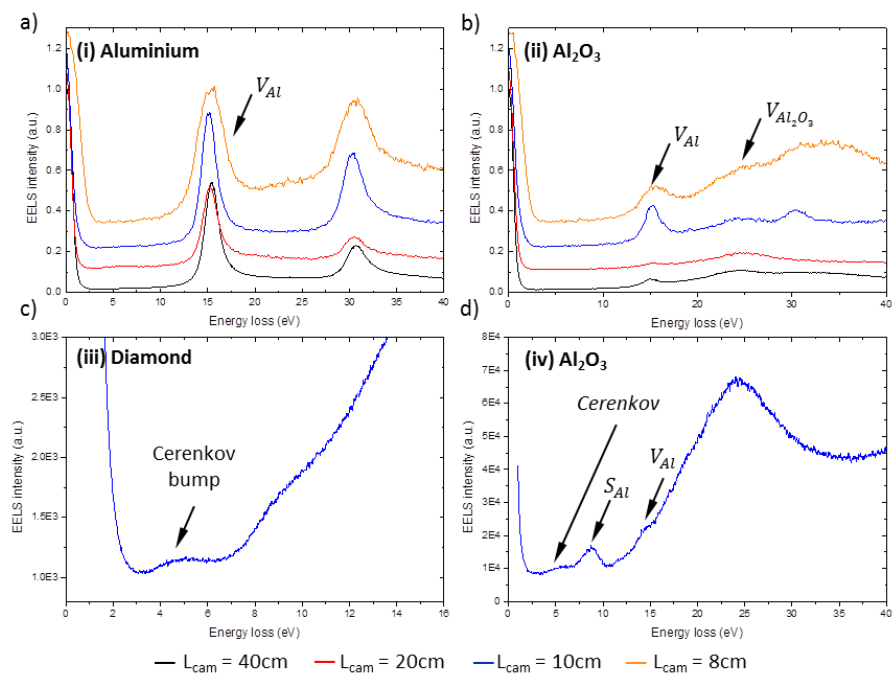 a)
(i) Aluminium
V_Al
EELS intensity (a.u.)
1.2
1.0
0.8
0.6
0.4
0.2
0.0
0 5 10 15 20 25 30 35 40
Energy loss (eV)
b)
(ii) Al₂O₃
V_Al
V_Al₂O₃
EELS intensity (a.u.)
1.2
1.0
0.8
0.6
0.4
0.2
0.0
0 10 20 30 40
Energy loss (eV)
c)
(iii) Diamond
Cerenkov
bump
EELS intensity (a.u.)
3.0E3
2.5E3
2.0E3
1.5E3
1.0E3
0 2 4 6 8 10 12 14 16
Energy loss (eV)
d)
(iv) Al₂O₃
Cerenkov
S_Al
V_Al
EELS intensity (a.u.)
7E4
6E4
5E4
4E4
3E4
2E4
1E4
0E0
0 5 10 15 20 25 30 35 40
Energy loss (eV)
L_cam = 40cm L_cam = 20cm L_cam = 10cm L_cam = 8cm